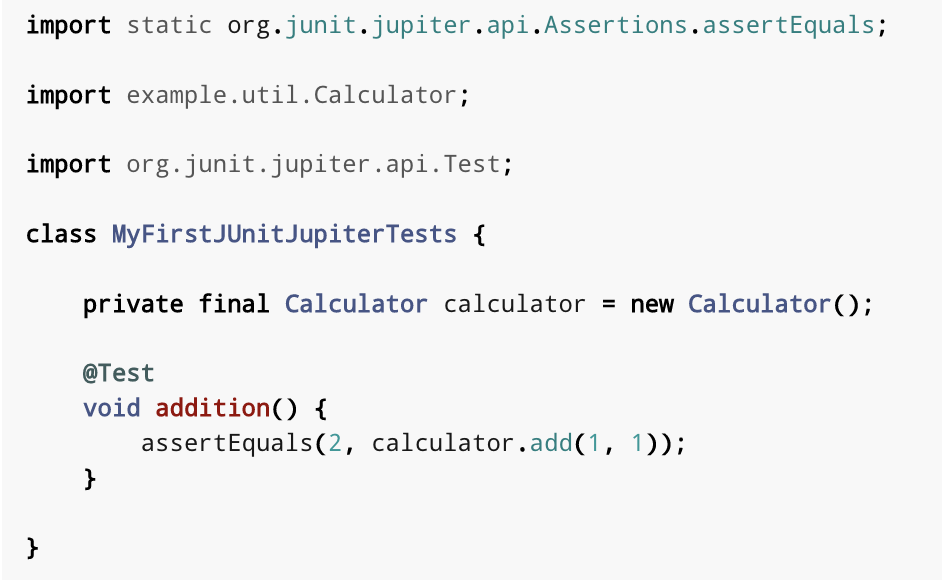 import static org.junit.jupiter.api.Assertions.assertEquals;
import example.util.Calculator;
import org.junit.jupiter.api.Test;
class MyFirstJUnitJupiterTests {
    private final Calculator calculator = new Calculator();
    @Test
    void addition() {
        assertEquals(2, calculator.add(1, 1));
    }
}